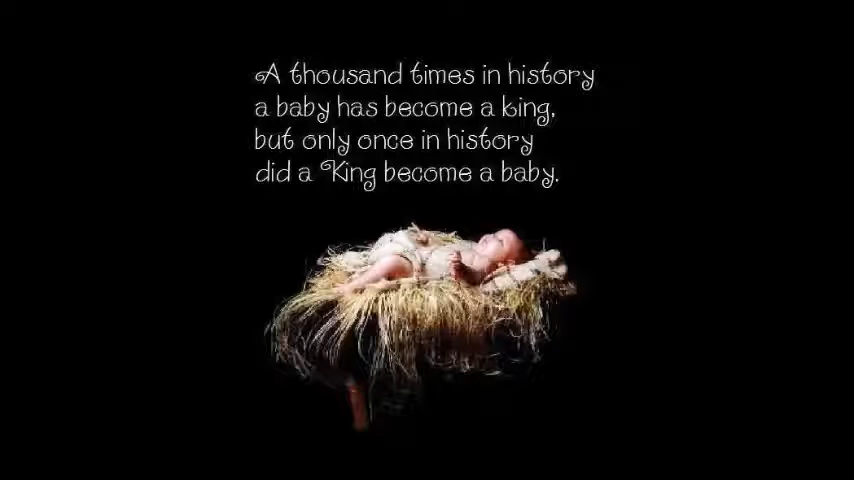 A thousand times in history
a baby has become a king,
but only once in history
did a King become a baby.